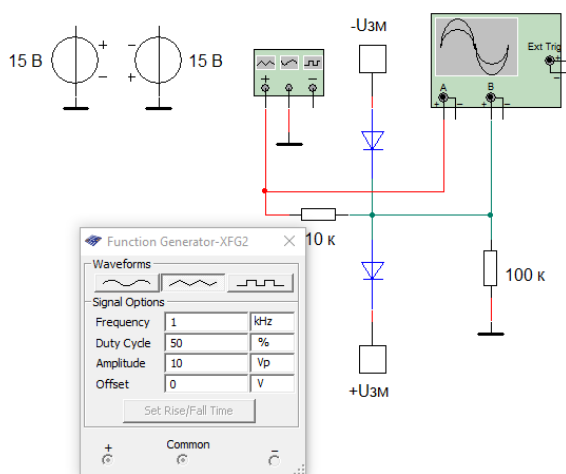 15 В
+
−
−
+
15 В
+
−
-Uзм
Ext Trig
+
−
A
B
+
−
+
−
10 к
100 к
+Uзм
Function Generator-XFG2
Waveforms
Signal Options
Frequency 1 kHz
Duty Cycle 50 %
Amplitude 10 Vp
Offset 0 V
Set Rise/Fall Time
+
Common
−